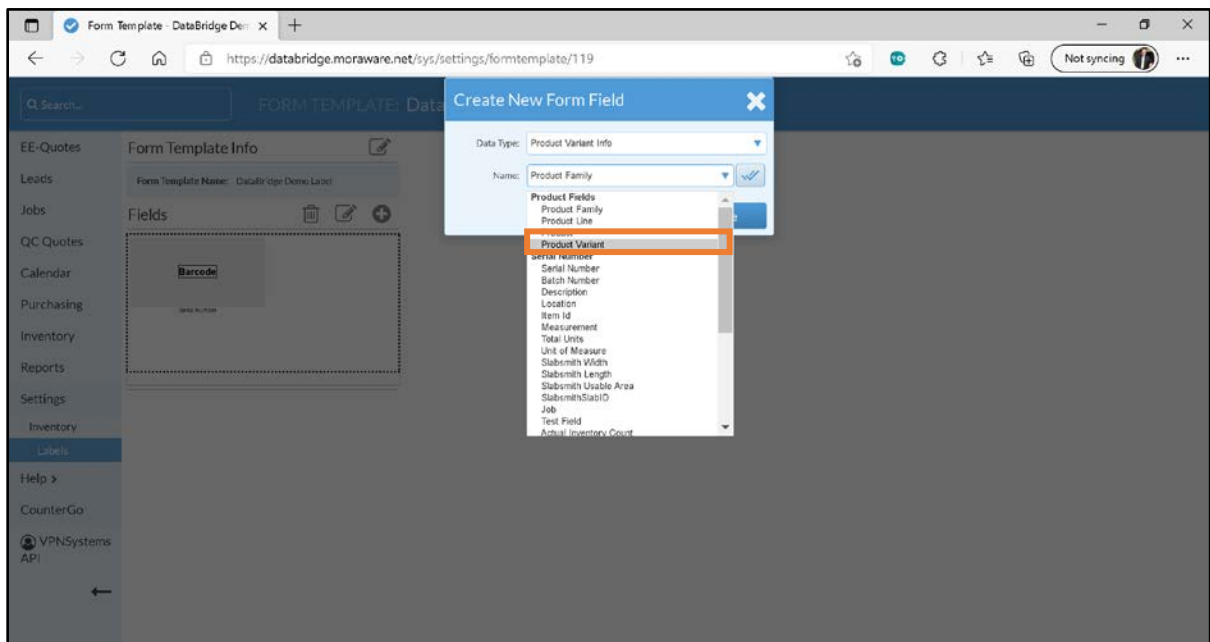 Form Template - DataBridge Den
https://databridge.moraware.net/sys/settings/formtemplate/119
Not syncing
Search...
FORM TEMPLATE: Data
Create New Form Field
EE-Quotes
Leads
Jobs
QC Quotes
Calendar
Purchasing
Inventory
Reports
Settings
Inventory
Labels
Help >
CounterGo
VPNSystems
API
Form Template Info
Form Template Name: DataBridge Demo Label
Fields
Barcode
Serial Number
Data Type: Product Variant Info
Name: Product Family
Product Fields
Product Family
Product Line
Product Variant
Serial Number
Serial Number
Batch Number
Description
Location
Item Id
Measurement
Total Units
Unit of Measure
Slabsmith Width
Slabsmith Length
Slabsmith Usable Area
SlabsmithSlabID
Job
Test Field
Actual Inventory Count